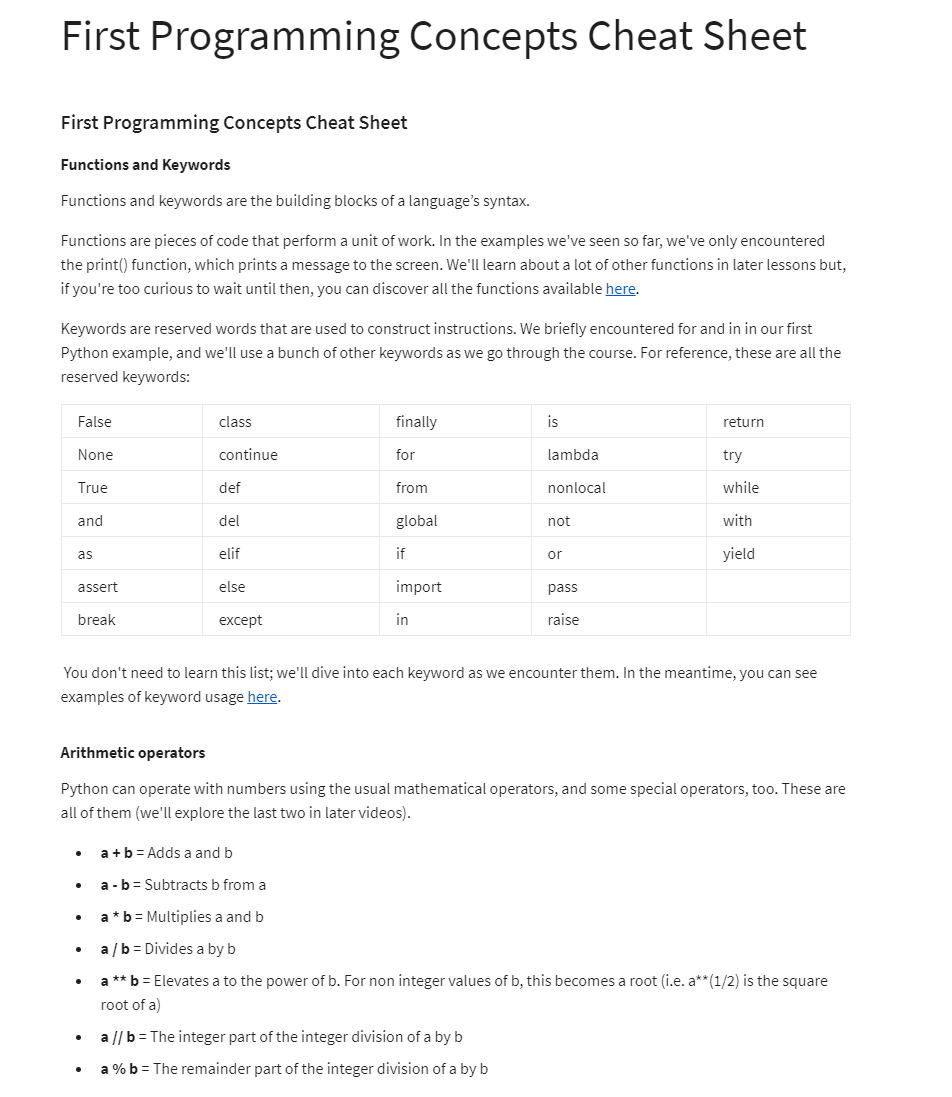 First Programming Concepts Cheat Sheet
First Programming Concepts Cheat Sheet
Functions and Keywords
Functions and keywords are the building blocks of a language’s syntax.
Functions are pieces of code that perform a unit of work. In the examples we've seen so far, we've only encountered
the print() function, which prints a message to the screen. We'll learn about a lot of other functions in later lessons but,
if you're too curious to wait until then, you can discover all the functions available here.
Keywords are reserved words that are used to construct instructions. We briefly encountered for and in in our first
Python example, and we'll use a bunch of other keywords as we go through the course. For reference, these are all the
reserved keywords:
False class finally is return
None continue for lambda try
True def from nonlocal while
and del global not with
as elif if or yield
assert else import pass
break except in raise
You don't need to learn this list; we'll dive into each keyword as we encounter them. In the meantime, you can see
examples of keyword usage here.
Arithmetic operators
Python can operate with numbers using the usual mathematical operators, and some special operators, too. These are
all of them (we'll explore the last two in later videos).
• a + b = Adds a and b
• a - b = Subtracts b from a
• a * b = Multiplies a and b
• a / b = Divides a by b
• a ** b = Elevates a to the power of b. For non integer values of b, this becomes a root (i.e. a**(1/2) is the square
root of a)
• a // b = The integer part of the integer division of a by b
• a % b = The remainder part of the integer division of a by b